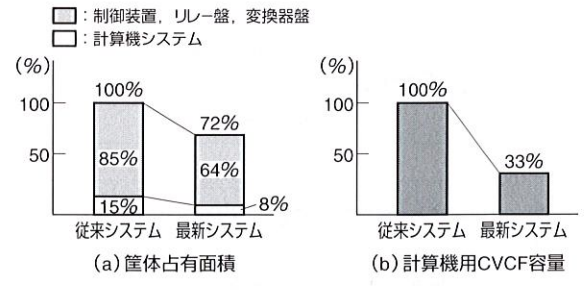 ：制御装置，リレー盤，変換器盤
：計算機システム
(％)
100％
100
72％
50
85％
64％
15％
8％
従来システム 最新システム
(a)筐体占有面積
(％)
100％
100
50
33％
従来システム 最新システム
(b)計算機用CVCF容量